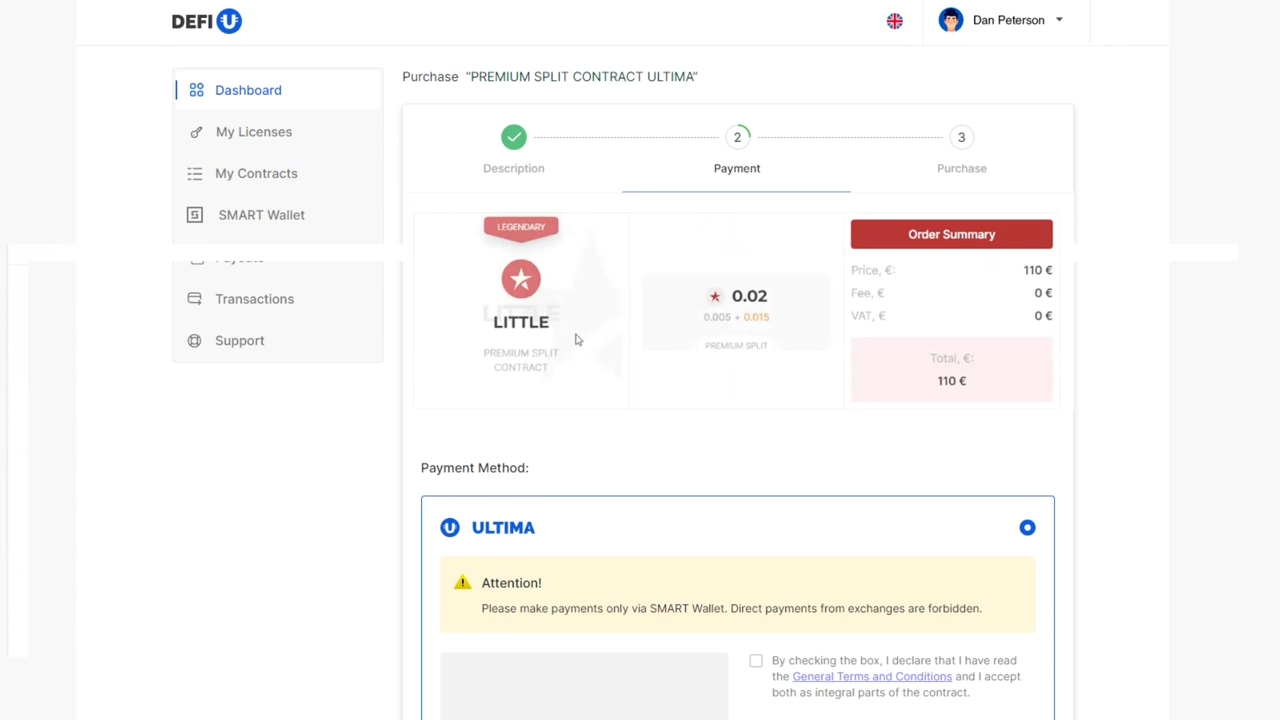 DEFI
Dan Peterson
Dashboard
My Licenses
My Contracts
SMART Wallet
Transactions
Support
Purchase "PREMIUM SPLIT CONTRACT ULTIMA"
2
3
Description
Payment
Purchase
LEGENDARY
LITTLE
PREMIUM SPLIT
CONTRACT
0.02
0.005 + 0.015
PREMIUM SPLIT
Order Summary
Price, €: 110 €
Fee, € 0 €
VAT, € 0 €
Total, €:
110 €
Payment Method:
ULTIMA
Attention!
Please make payments only via SMART Wallet. Direct payments from exchanges are forbidden.
By checking the box, I declare that I have read
the General Terms and Conditions and I accept
both as integral parts of the contract.